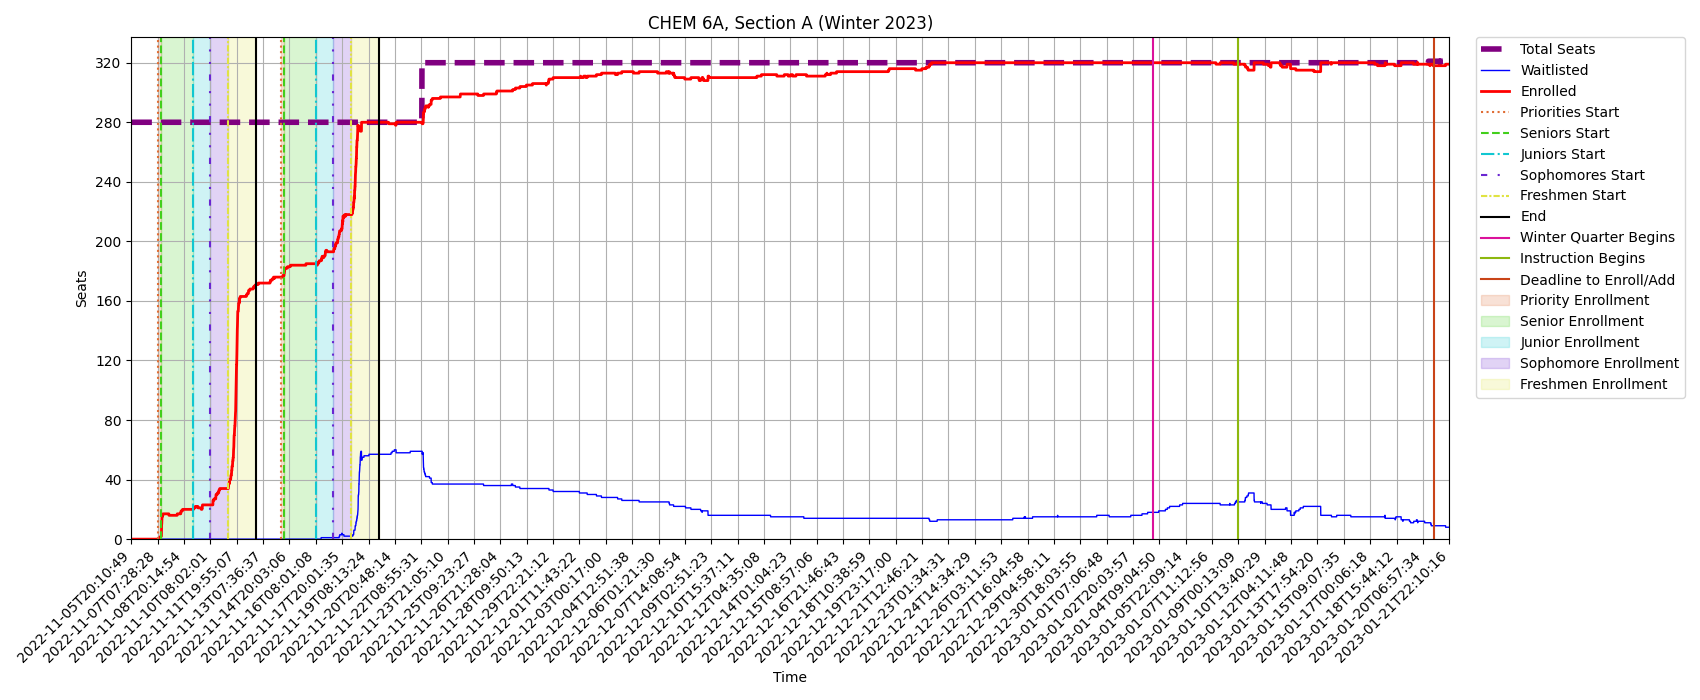 CHEM 6A, Section A (Winter 2023)
Seats
320
280
240
200
160
120
80
40
0
2022-11-05T20:10:49
2022-11-07T07:28:28
2022-11-08T20:14:54
2022-11-10T08:02:01
2022-11-11T19:55:07
2022-11-13T07:36:37
2022-11-14T20:03:06
2022-11-16T08:01:08
2022-11-17T20:01:35
2022-11-19T08:13:24
2022-11-20T20:48:14
2022-11-22T08:55:31
2022-11-23T21:05:10
2022-11-25T09:23:27
2022-11-26T21:28:04
2022-11-28T09:50:13
2022-11-29T22:21:12
2022-12-01T11:43:22
2022-12-03T00:17:00
2022-12-04T12:51:38
2022-12-06T01:21:30
2022-12-07T14:08:54
2022-12-09T02:51:23
2022-12-10T15:37:11
2022-12-12T04:35:08
2022-12-14T01:04:23
2022-12-15T08:57:06
2022-12-16T21:46:43
2022-12-18T10:38:59
2022-12-19T23:17:00
2022-12-21T12:46:21
2022-12-23T01:34:31
2022-12-24T14:34:29
2022-12-26T03:11:53
2022-12-27T16:04:58
2022-12-29T04:58:11
2022-12-30T18:03:55
2023-01-01T07:06:48
2023-01-02T20:03:57
2023-01-04T09:04:50
2023-01-05T22:09:14
2023-01-07T11:12:56
2023-01-09T00:13:09
2023-01-10T13:40:29
2023-01-12T04:11:48
2023-01-13T17:54:20
2023-01-15T09:07:35
2023-01-17T00:06:18
2023-01-18T15:44:12
2023-01-20T06:57:34
2023-01-21T22:10:16
Time
Total Seats
Waitlisted
Enrolled
Priorities Start
Seniors Start
Juniors Start
Sophomores Start
Freshmen Start
End
Winter Quarter Begins
Instruction Begins
Deadline to Enroll/Add
Priority Enrollment
Senior Enrollment
Junior Enrollment
Sophomore Enrollment
Freshmen Enrollment